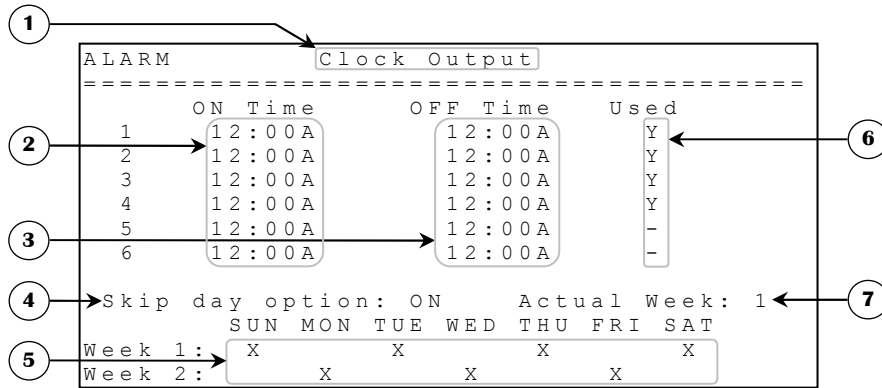 1
ALARM Clock Output
=======================================
ON Time OFF Time Used
1 12:00A 12:00A Y
2 12:00A 12:00A Y
3 12:00A 12:00A Y
4 12:00A 12:00A Y
5 12:00A 12:00A -
6 12:00A 12:00A -
2
6
3
4
Skip day option: ON Actual Week: 1
7
SUN MON TUE WED THU FRI SAT
Week 1: X X X X
Week 2: X X X
5